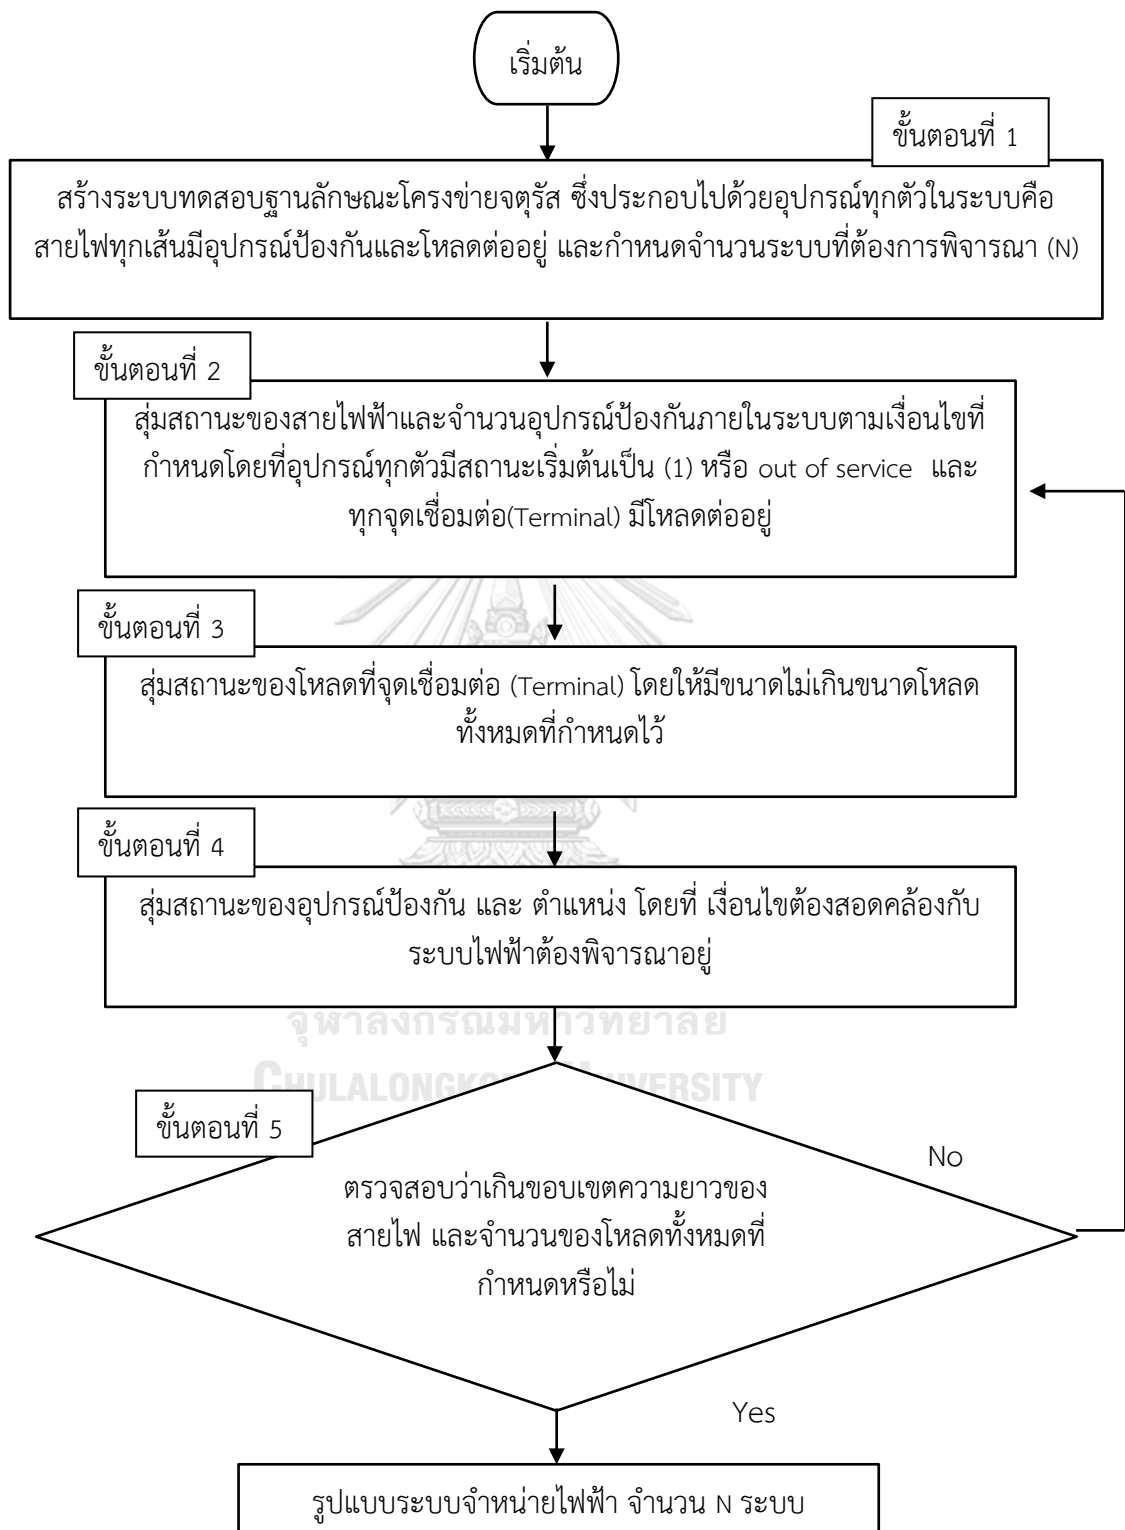 เริ่มต้น
ขั้นตอนที่ 1
สร้างระบบทดสอบฐานลักษณะโครงข่ายจตุรัส ซึ่งประกอบไปด้วยอุปกรณ์ทุกตัวในระบบคือ
สายไฟทุกเส้นมีอุปกรณ์ป้องกันและโหลดต่ออยู่ และกำหนดจำนวนระบบที่ต้องการพิจารณา (N)
ขั้นตอนที่ 2
สุ่มสถานะของสายไฟฟ้าและจำนวนอุปกรณ์ป้องกันภายในระบบตามเงื่อนไขที่
กำหนดโดยที่อุปกรณ์ทุกตัวมีสถานะเริ่มต้นเป็น (1) หรือ out of service และ
ทุกจุดเชื่อมต่อ(Terminal) มีโหลดต่ออยู่
ขั้นตอนที่ 3
สุ่มสถานะของโหลดที่จุดเชื่อมต่อ (Terminal) โดยให้มีขนาดไม่เกินขนาดโหลด
ทั้งหมดที่กำหนดไว้
ขั้นตอนที่ 4
สุ่มสถานะของอุปกรณ์ป้องกัน และ ตำแหน่ง โดยที่ เงื่อนไขต้องสอดคล้องกับ
ระบบไฟฟ้าต้องพิจารณาอยู่
จุฬาลงกรณ์มหาวิทยาลัย
CHULALONGKORN UNIVERSITY
ขั้นตอนที่ 5
No
ตรวจสอบว่าเกินขอบเขตความยาวของ
สายไฟ และจำนวนของโหลดทั้งหมดที่
กำหนดหรือไม่
Yes
รูปแบบระบบจำหน่ายไฟฟ้า จำนวน N ระบบ